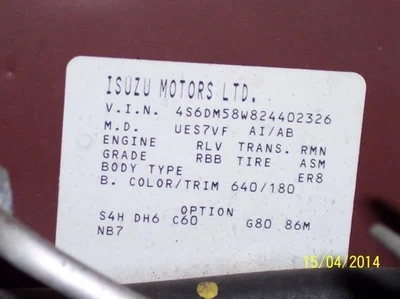 ISUZU MOTORS LTD.
V.I.N. 4S6DM58W824402326
M.D. UES7VF AI/AB
ENGINE RLV TRANS. RMN
GRADE RBB TIRE ASM
BODY TYPE ER8
B. COLOR/TRIM 640/180
OPTION
S4H DH6 C60 G80 86M
NB7
15/04/2014